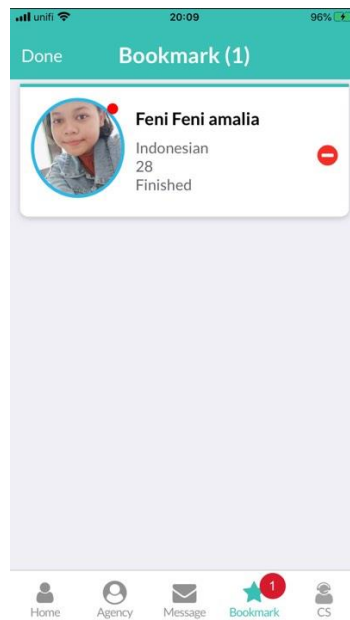 unifi 20:09 96%
Done Bookmark (1)
Feni Feni amalia
Indonesian
28
Finished
1
Home Agency Message Bookmark CS